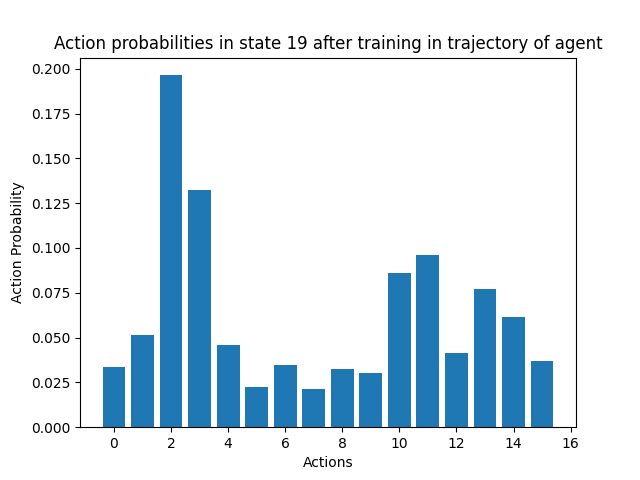 Action probabilities in state 19 after training in trajectory of agent
0.200
0.175
0.150
0.125
0.100
0.075
0.050
0.025
0.000
Action Probability
0 2 4 6 8 10 12 14 16
Actions